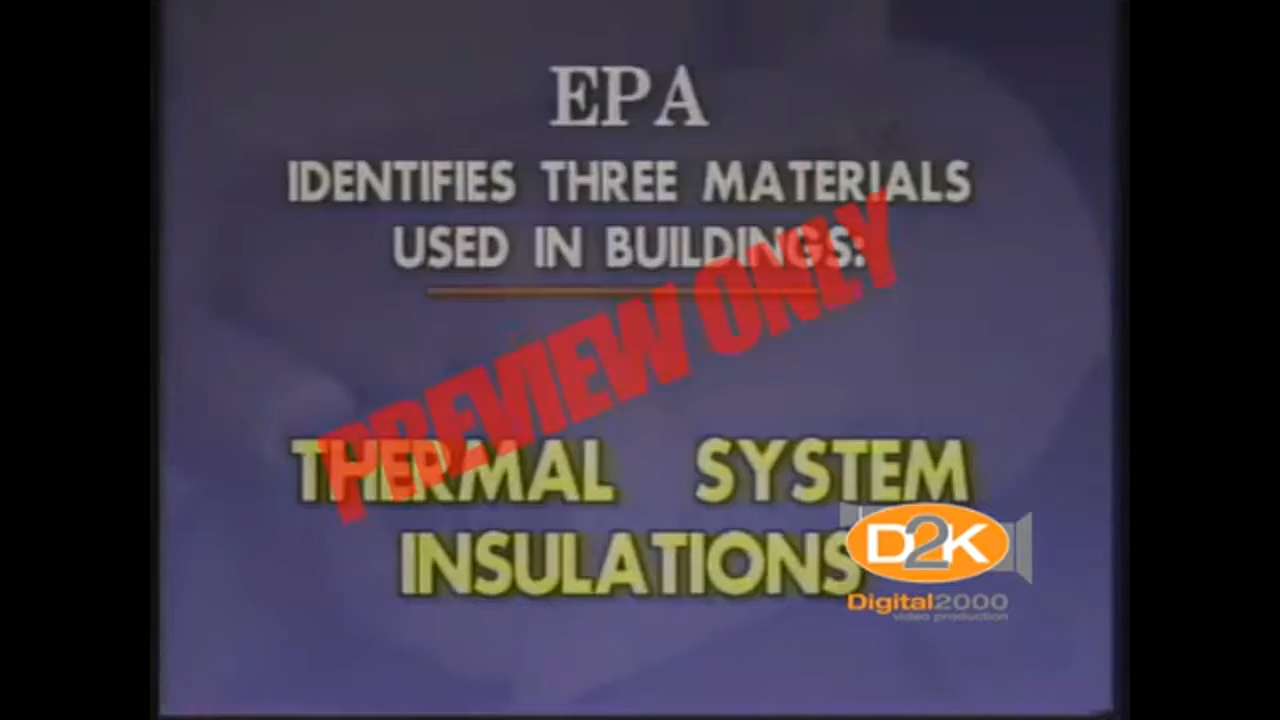 EPA
IDENTIFIES THREE MATERIALS
USED IN BUILDINGS:
PREVIEW ONLY
THERMAL SYSTEM
INSULATIONS
D2K
Digital2000
video production